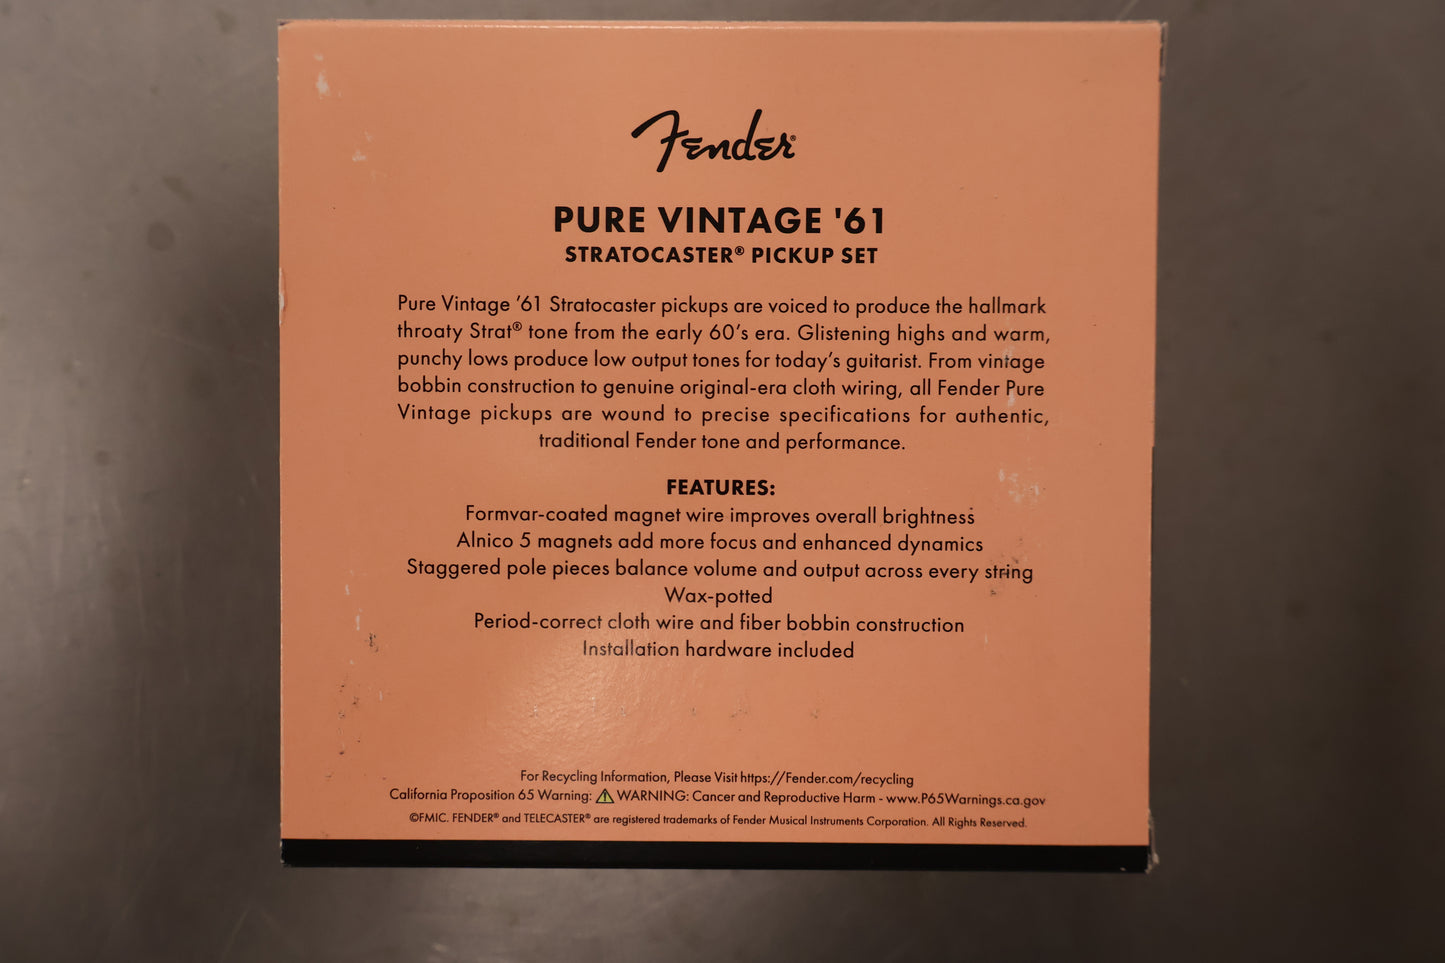 Fender®
PURE VINTAGE '61
STRATOCASTER® PICKUP SET
Pure Vintage ’61 Stratocaster pickups are voiced to produce the hallmark
throaty Strat® tone from the early 60’s era. Glistening highs and warm,
punchy lows produce low output tones for today’s guitarist. From vintage
bobbin construction to genuine original-era cloth wiring, all Fender Pure
Vintage pickups are wound to precise specifications for authentic,
traditional Fender tone and performance.
FEATURES:
Formvar-coated magnet wire improves overall brightness
Alnico 5 magnets add more focus and enhanced dynamics
Staggered pole pieces balance volume and output across every string
Wax-potted
Period-correct cloth wire and fiber bobbin construction
Installation hardware included
For Recycling Information, Please Visit https://Fender.com/recycling
California Proposition 65 Warning: ⚠ WARNING: Cancer and Reproductive Harm - www.P65Warnings.ca.gov
©FMIC. FENDER® and TELECASTER® are registered trademarks of Fender Musical Instruments Corporation. All Rights Reserved.